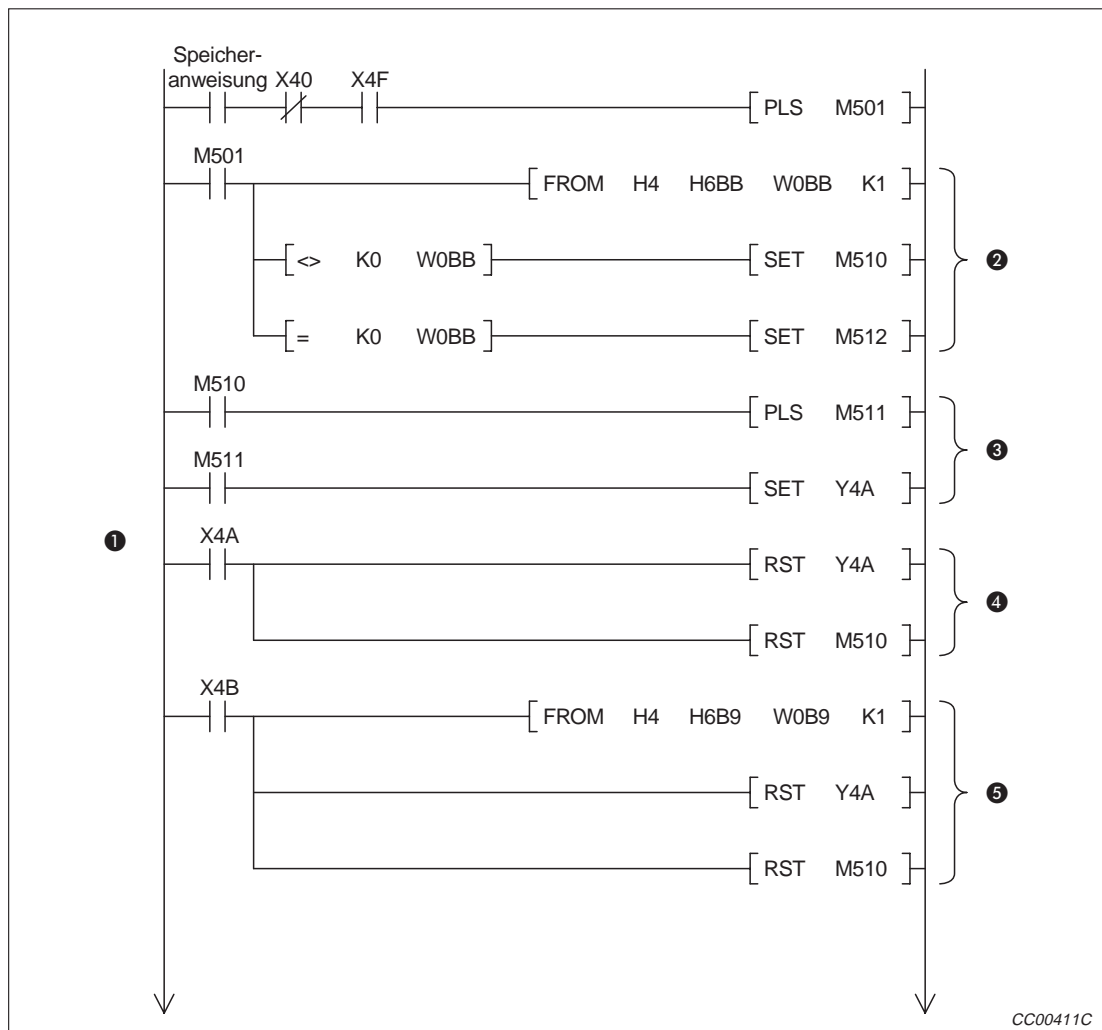 Speicher-
anweisung X40 X4F
PLS M501
M501
FROM H4 H6BB W0BB K1
<> K0 W0BB SET M510
❷
= K0 W0BB SET M512
M510
PLS M511
❸
M511
SET Y4A
❶
X4A
RST Y4A
❹
RST M510
X4B
FROM H4 H6B9 W0B9 K1
RST Y4A
❺
RST M510
CC00411C